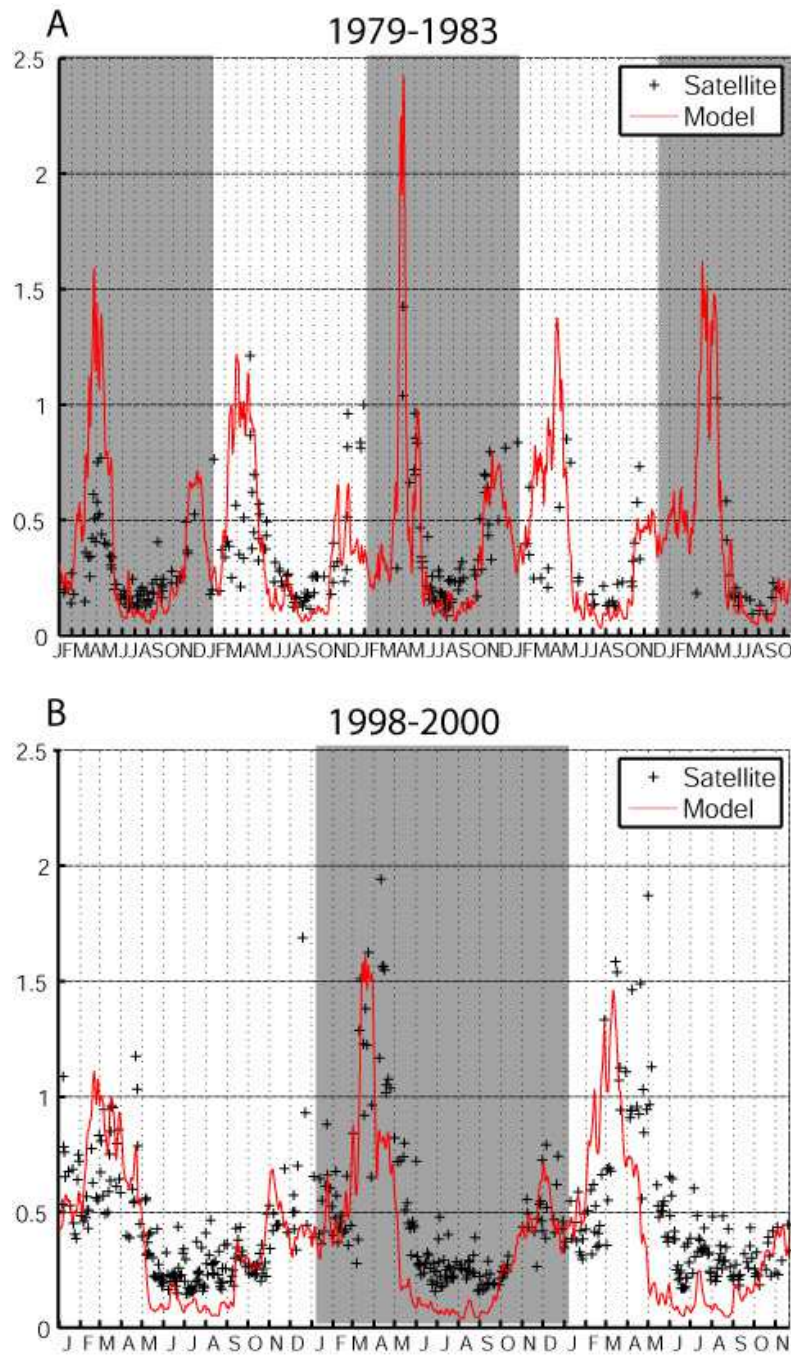 A
1979-1983
2.5
+ Satellite
Model
2
1.5
1
0.5
0
JFMAMJJASONDJFMAMJJASONDJFMAMJJASONDJFMAMJJASONDJFMAMJJASO
B
1998-2000
2.5
+ Satellite
Model
2
1.5
1
0.5
0
J F M A M J J A S O N D J F M A M J J A S O N D J F M A M J J A S O N